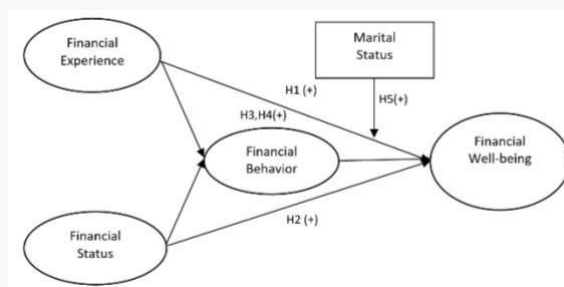 Financial
Experience
Marital
Status
H1 (+)
H5(+)
H3,H4(+)
Financial
Behavior
Financial
Well-being
H2 (+)
Financial
Status